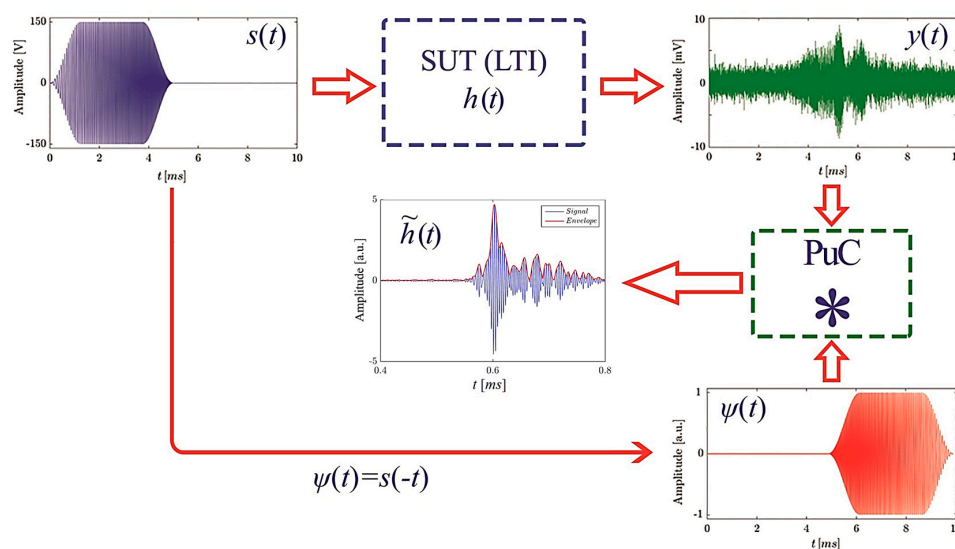 s(t)
Amplitude [V]
150
0
-150
0 2 4 6 8 10
t [ms]
SUT (LTI)
h(t)
y(t)
Amplitude [mV]
10
0
-10
0 2 4 6 8 10
t [ms]
h̃(t)
Signal
Envelope
Amplitude [a.u.]
5
0
-5
0.4 0.6 0.8
t [ms]
PuC
*
ψ(t)=s(-t)
ψ(t)
Amplitude [a.u.]
1
0
-1
0 2 4 6 8 10
t [ms]